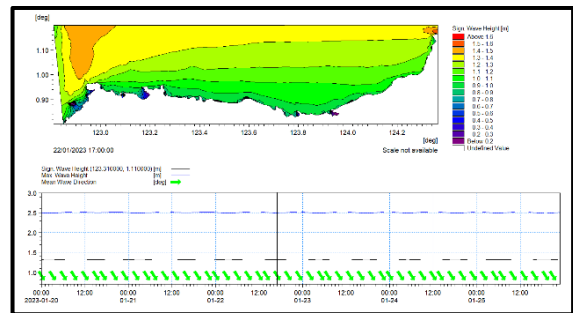 [deg]
Sign. Wave Height [m]
Above 1.6
1.5 - 1.6
1.4 - 1.5
1.3 - 1.4
1.2 - 1.3
1.1 - 1.2
1.0 - 1.1
0.9 - 1.0
0.8 - 0.9
0.7 - 0.8
0.6 - 0.7
0.5 - 0.6
0.4 - 0.5
0.3 - 0.4
0.2 - 0.3
Below 0.2
Undefined Value
1.10
1.00
0.90
123.0 123.2 123.4 123.6 123.8 124.0 124.2
[deg]
22/01/2023 17:00:00 Scale not available
Sign. Wave Height (123.310000, 1.110000) [m]
Max. Wave Height [m]
Mean Wave Direction [deg]
3.0
2.5
2.0
1.5
1.0
00:00 12:00 00:00 12:00 00:00 12:00 00:00 12:00 00:00 12:00 00:00 12:00
2023-01-20 01-21 01-22 01-23 01-24 01-25